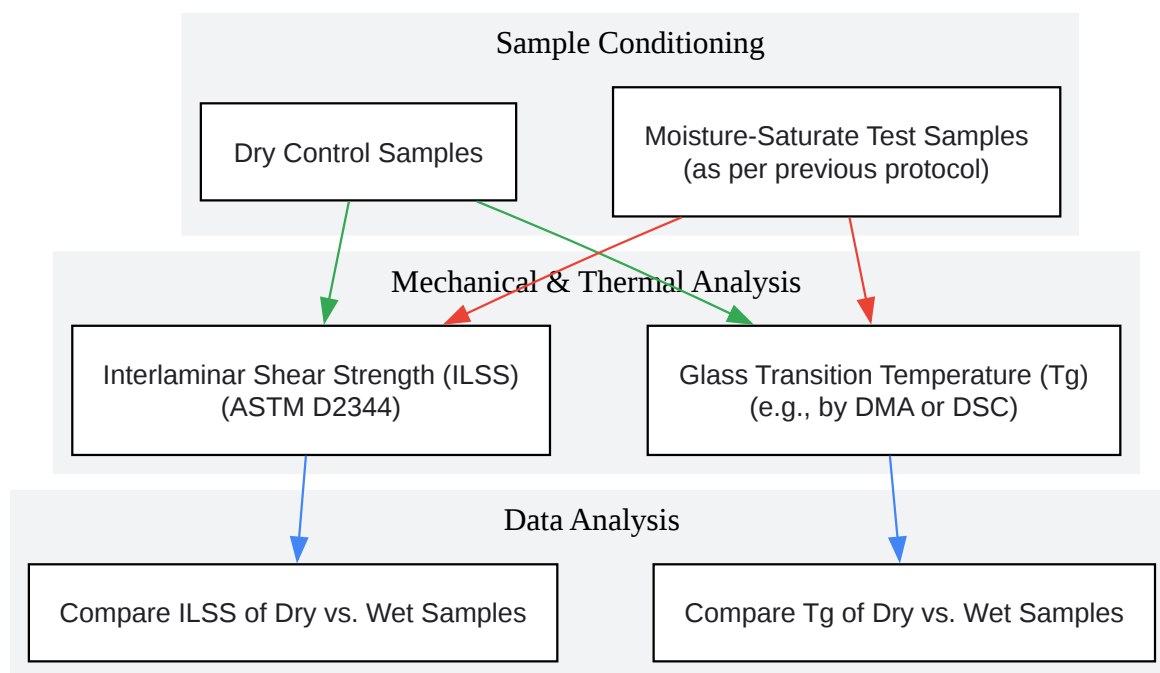 Sample Conditioning
Dry Control Samples
Moisture-Saturate Test Samples
(as per previous protocol)
Mechanical & Thermal Analysis
Interlaminar Shear Strength (ILSS)
(ASTM D2344)
Glass Transition Temperature (Tg)
(e.g., by DMA or DSC)
Data Analysis
Compare ILSS of Dry vs. Wet Samples
Compare Tg of Dry vs. Wet Samples